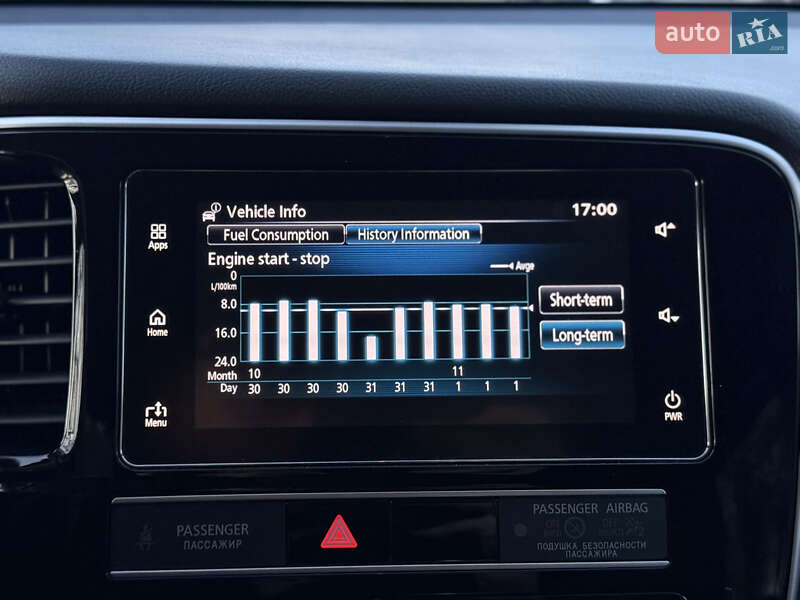 auto RIA .com
Vehicle Info 17:00
Fuel Consumption History Information
Engine start - stop
Avge
0
L/100km
8.0
16.0
24.0
Short-term
Long-term
Month 10 11
Day 30 30 30 30 31 31 31 1 1 1
Apps
Home
Menu
PWR
PASSENGER
ПАССАЖИР
PASSENGER AIRBAG
ПОДУШКА БЕЗОПАСНОСТИ
ПАССАЖИРА